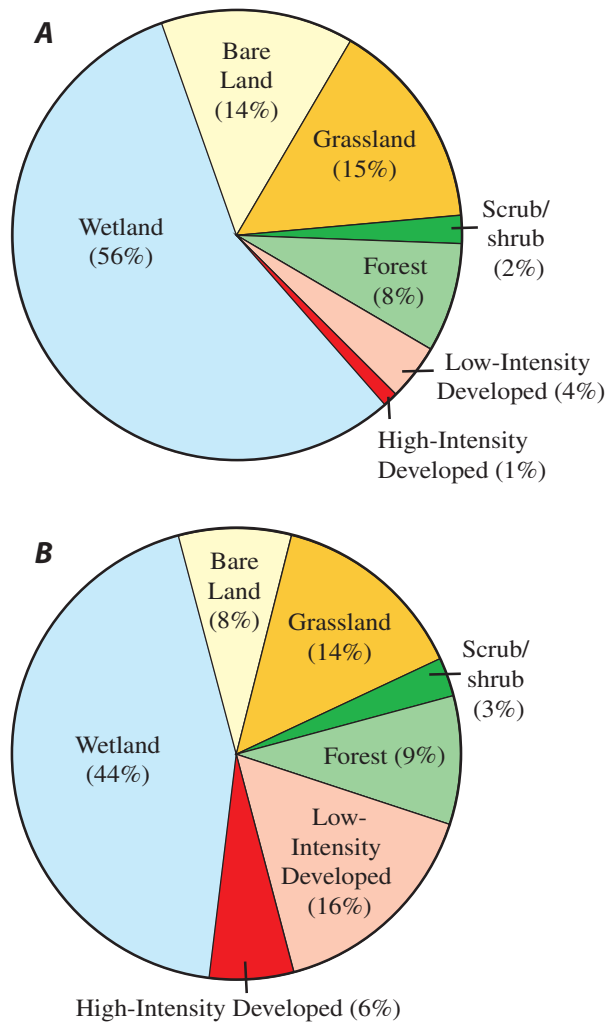 A
Bare
Land
(14%)
Grassland
(15%)
Scrub/
shrub
(2%)
Wetland
(56%)
Forest
(8%)
Low-Intensity
Developed (4%)
High-Intensity
Developed (1%)
B
Bare
Land
(8%)
Grassland
(14%)
Scrub/
shrub
(3%)
Wetland
(44%)
Forest (9%)
Low-
Intensity
Developed
(16%)
High-Intensity Developed (6%)